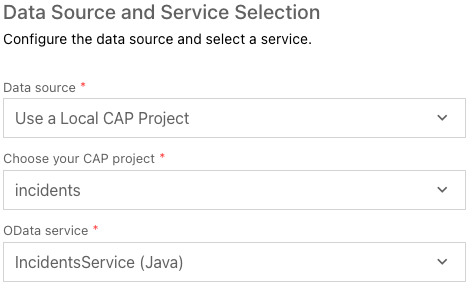 Data Source and Service Selection
Configure the data source and select a service.
Data source *
Use a Local CAP Project
Choose your CAP project *
incidents
OData service *
IncidentsService (Java)